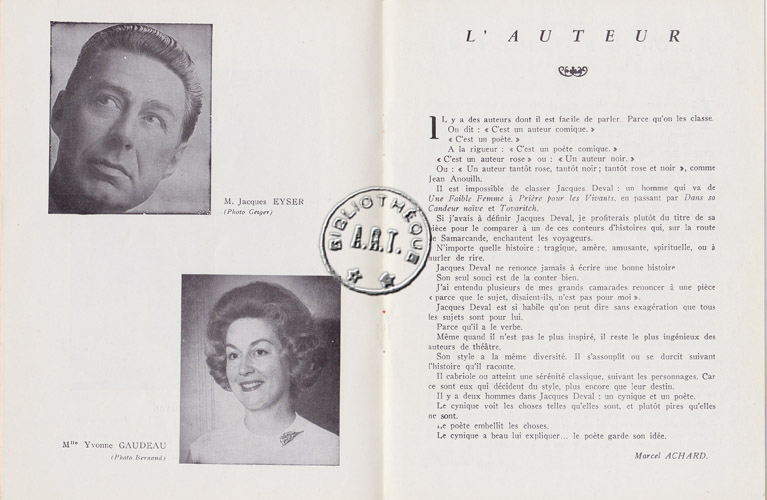 M. Jacques EYSER
(Photo Geiger)
Mlle Yvonne GAUDEAU
(Photo Bernand)
BIBLIOTHÈQUE
A.R.T.
L'AUTEUR
IL y a des auteurs dont il est facile de parler. Parce qu'on les classe.
On dit : « C'est un auteur comique. »
« C'est un poète. »
A la rigueur : « C'est un poète comique. »
« C'est un auteur rose » ou : « Un auteur noir. »
Ou : « Un auteur tantôt rose, tantôt noir ; tantôt rose et noir », comme
Jean Anouilh.
Il est impossible de classer Jacques Deval : un homme qui va de
Une Faible Femme à Prière pour les Vivants, en passant par Dans sa
Candeur naïve et Tovaritch.
Si j'avais à définir Jacques Deval, je profiterais plutôt du titre de sa
pièce pour le comparer à un de ces conteurs d'histoires qui, sur la route
de Samarcande, enchantent les voyageurs.
N'importe quelle histoire : tragique, amère, amusante, spirituelle, ou à
hurler de rire.
Jacques Deval ne renonce jamais à écrire une bonne histoire
Son seul souci est de la conter bien.
J'ai entendu plusieurs de mes grands camarades renoncer à une pièce
« parce que le sujet, disaient-ils, n'est pas pour moi ».
Jacques Deval est si habile qu'on peut dire sans exagération que tous
les sujets sont pour lui.
Parce qu'il a le verbe.
Même quand il n'est pas le plus inspiré, il reste le plus ingénieux des
auteurs de théâtre.
Son style a la même diversité. Il s'assouplit ou se durcit suivant
l'histoire qu'il raconte.
Il cabriole ou atteint une sérénité classique, suivant les personnages. Car
ce sont eux qui décident du style, plus encore que leur destin.
Il y a deux hommes dans Jacques Deval : un cynique et un poète.
Le cynique voit les choses telles qu'elles sont, et plutôt pires qu'elles
ne sont.
Le poète embellit les choses.
Le cynique a beau lui expliquer... le poète garde son idée.
Marcel ACHARD.